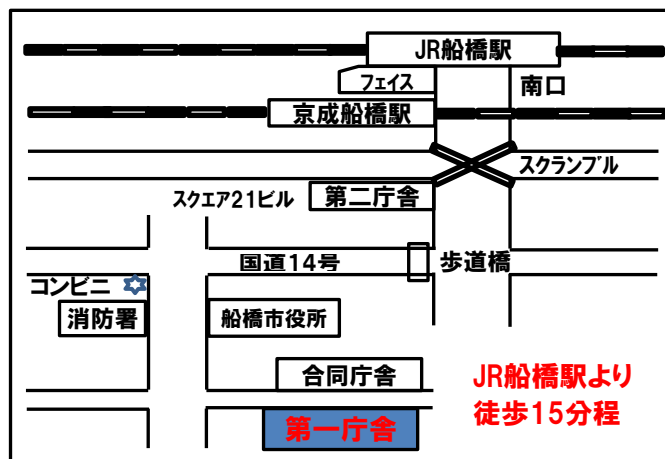 JR船橋駅
フェイス
南口
京成船橋駅
スクランブル
スクエア21ビル
第二庁舎
国道14号
歩道橋
コンビニ
消防署
船橋市役所
合同庁舎
JR船橋駅より
徒歩15分程
第一庁舎